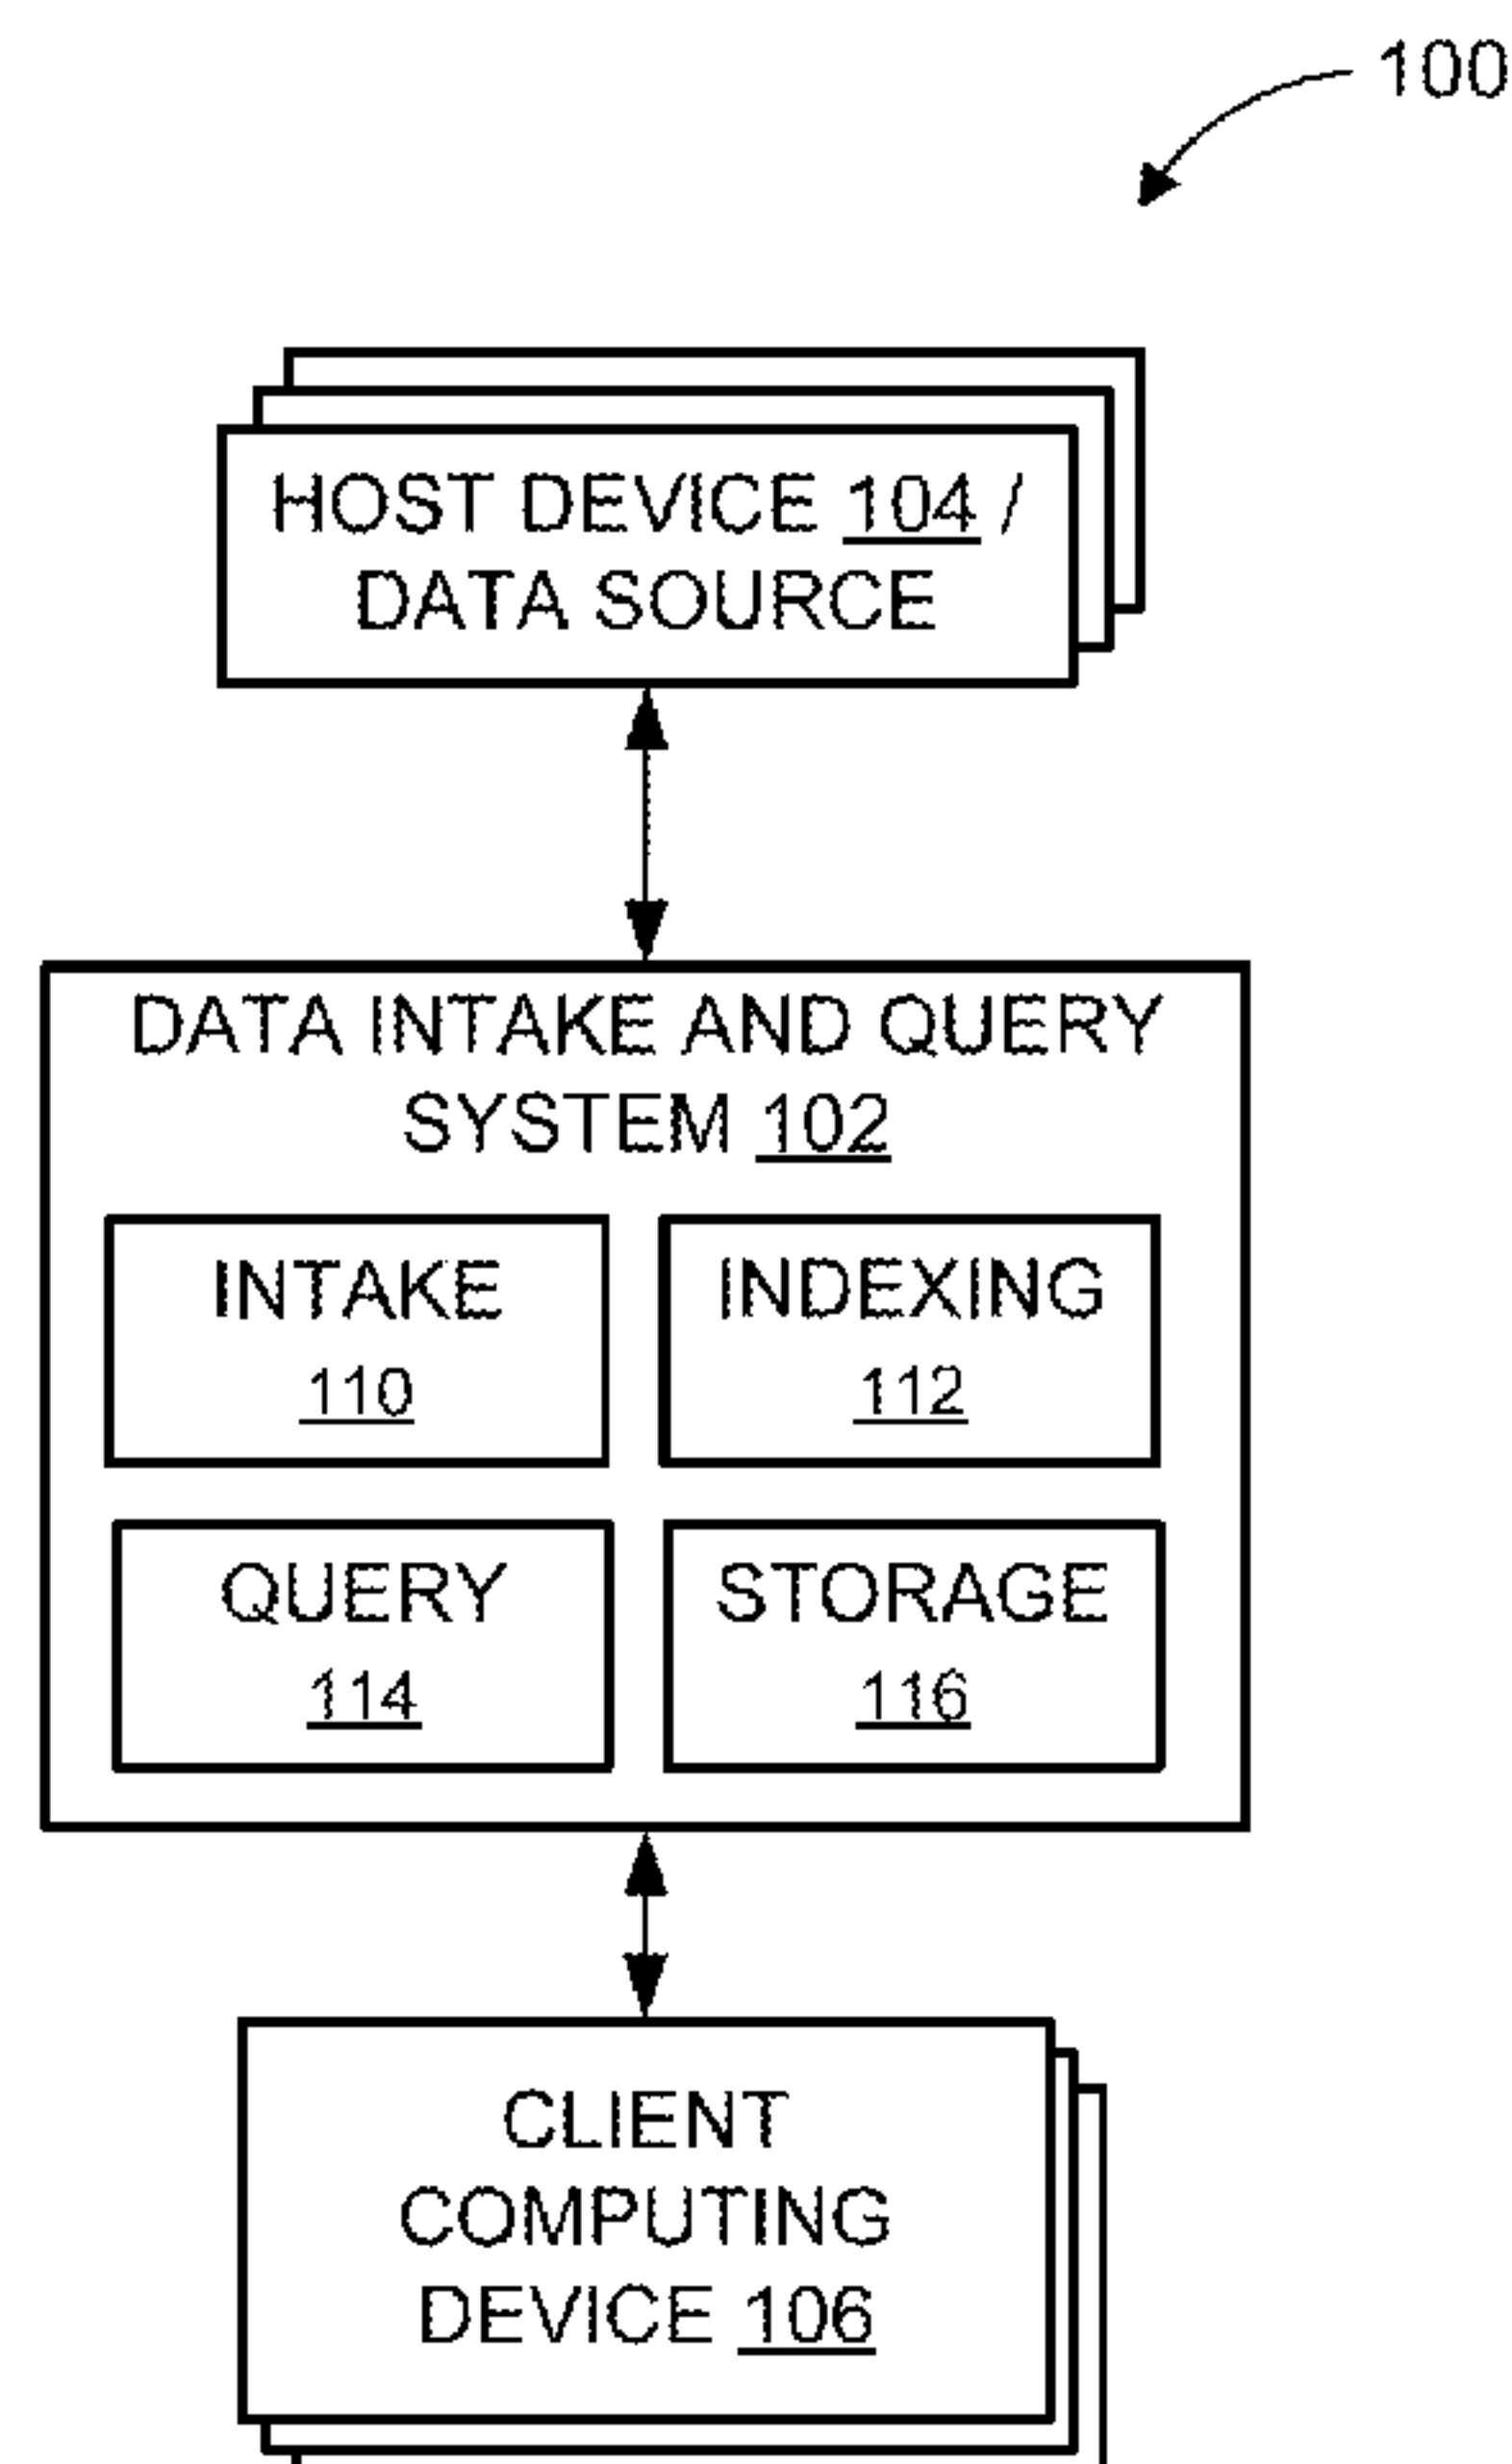 100
HOST DEVICE 104 /
DATA SOURCE
DATA INTAKE AND QUERY
SYSTEM 102
INTAKE
110
INDEXING
112
QUERY
114
STORAGE
116
CLIENT
COMPUTING
DEVICE 106